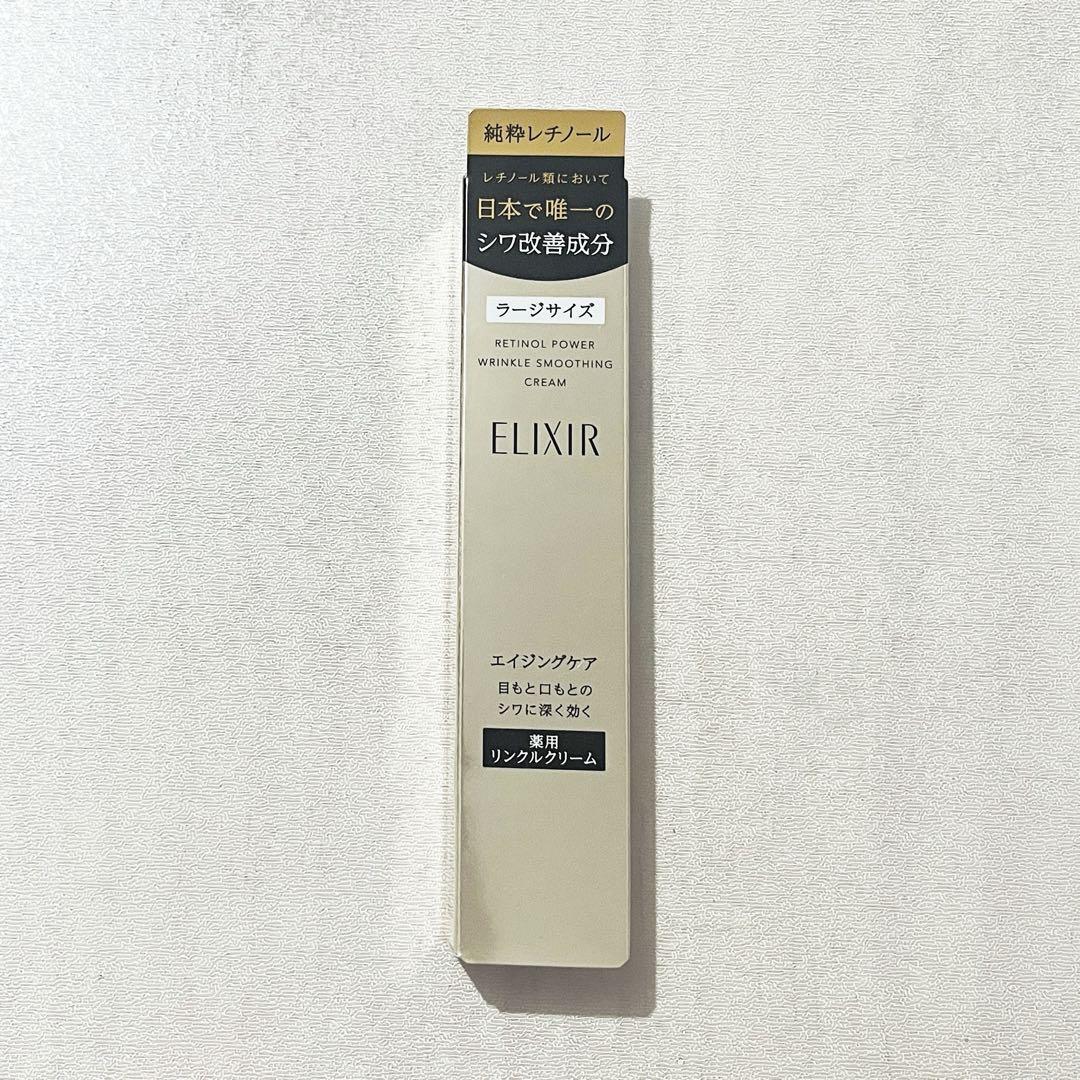 純粋レチノール
レチノール類において
日本で唯一の
シワ改善成分
ラージサイズ
RETINOL POWER
WRINKLE SMOOTHING
CREAM
ELIXIR
エイジングケア
目もと口もとの
シワに深く効く
薬用
リンクルクリーム